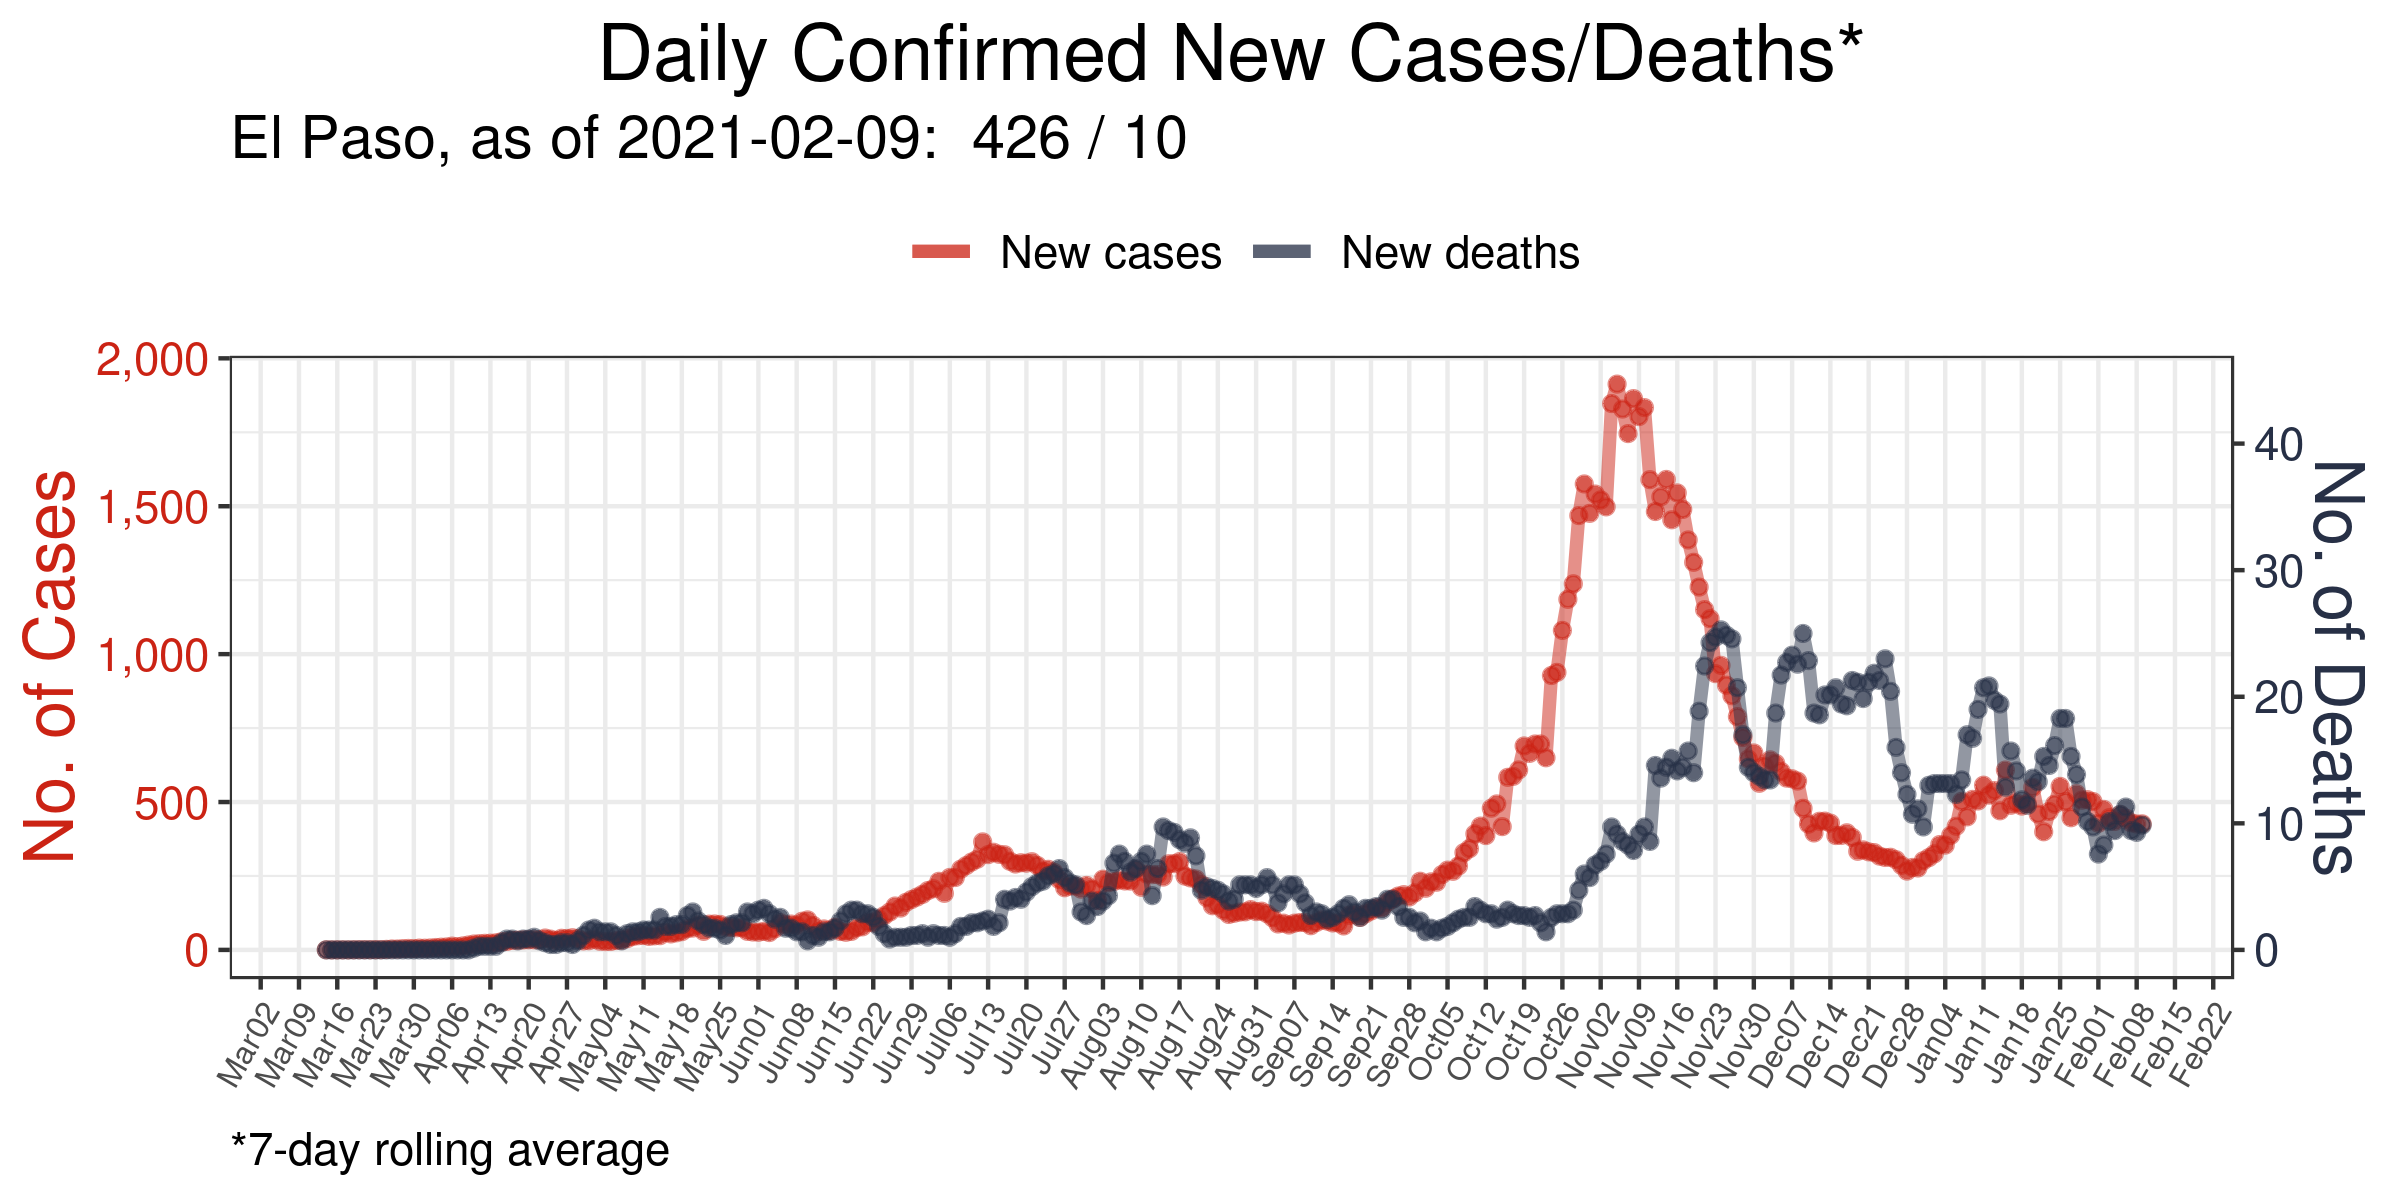 Daily Confirmed New Cases/Deaths*
El Paso, as of 2021-02-09:  426 / 10
New cases
New deaths
No. of Cases
2,000
1,500
1,000
500
0
40
30
20
10
0
No. of Deaths
Mar02
Mar09
Mar16
Mar23
Mar30
Apr06
Apr13
Apr20
Apr27
May04
May11
May18
May25
Jun01
Jun08
Jun15
Jun22
Jun29
Jul06
Jul13
Jul20
Jul27
Aug03
Aug10
Aug17
Aug24
Aug31
Sep07
Sep14
Sep21
Sep28
Oct05
Oct12
Oct19
Oct26
Nov02
Nov09
Nov16
Nov23
Nov30
Dec07
Dec14
Dec21
Dec28
Jan04
Jan11
Jan18
Jan25
Feb01
Feb08
Feb15
Feb22
*7-day rolling average